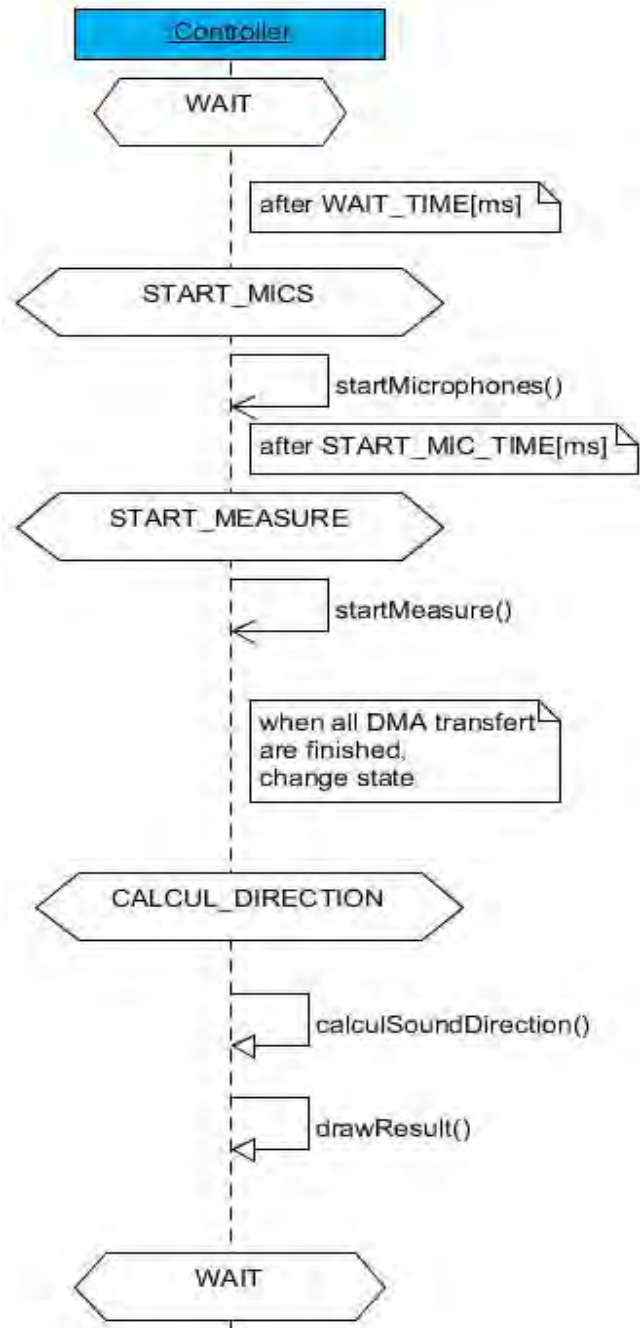 Controller
WAIT
after WAIT_TIME[ms]
START_MICS
startMicrophones()
after START_MIC_TIME[ms]
START_MEASURE
startMeasure()
when all DMA transfert
are finished,
change state
CALCUL_DIRECTION
calculSoundDirection()
drawResult()
WAIT